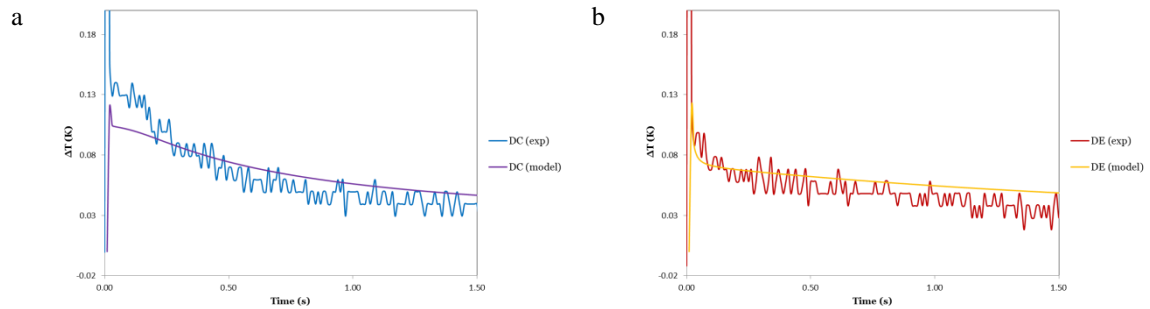 a
0.18
0.13
0.08
0.03
-0.02
ΔT (K)
0.00
0.50
1.00
1.50
Time (s)
DC (exp)
DC (model)
b
0.18
0.13
0.08
0.03
-0.02
ΔT (K)
0.00
0.50
1.00
1.50
Time (s)
DE (exp)
DE (model)